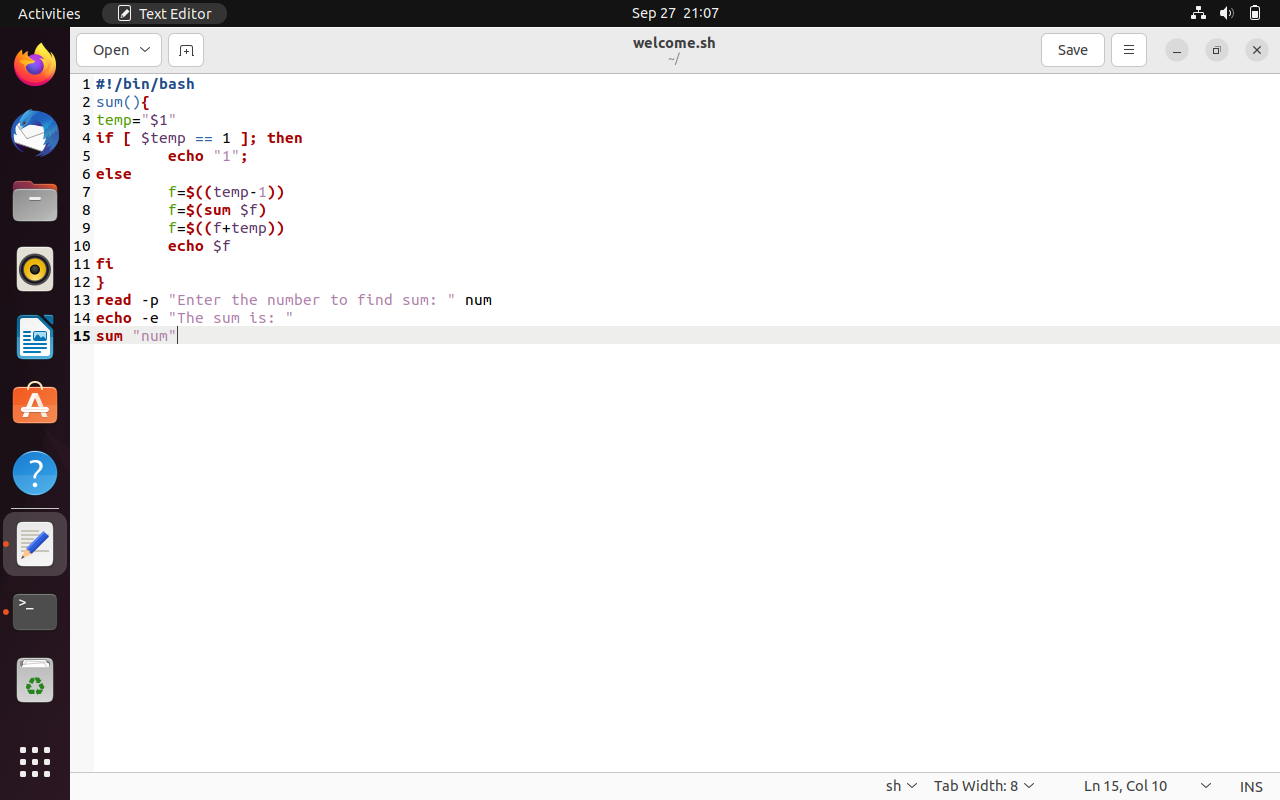 Activities Text Editor Sep 27 21:07
Open welcome.sh Save
~/
1 #!/bin/bash
2 sum(){
3 temp="$1"
4 if [ $temp == 1 ]; then
5         echo "1";
6 else
7         f=$((temp-1))
8         f=$(sum $f)
9         f=$((f+temp))
10         echo $f
11 fi
12 }
13 read -p "Enter the number to find sum: " num
14 echo -e "The sum is: "
15 sum "num"
>_
sh Tab Width: 8 Ln 15, Col 10 INS